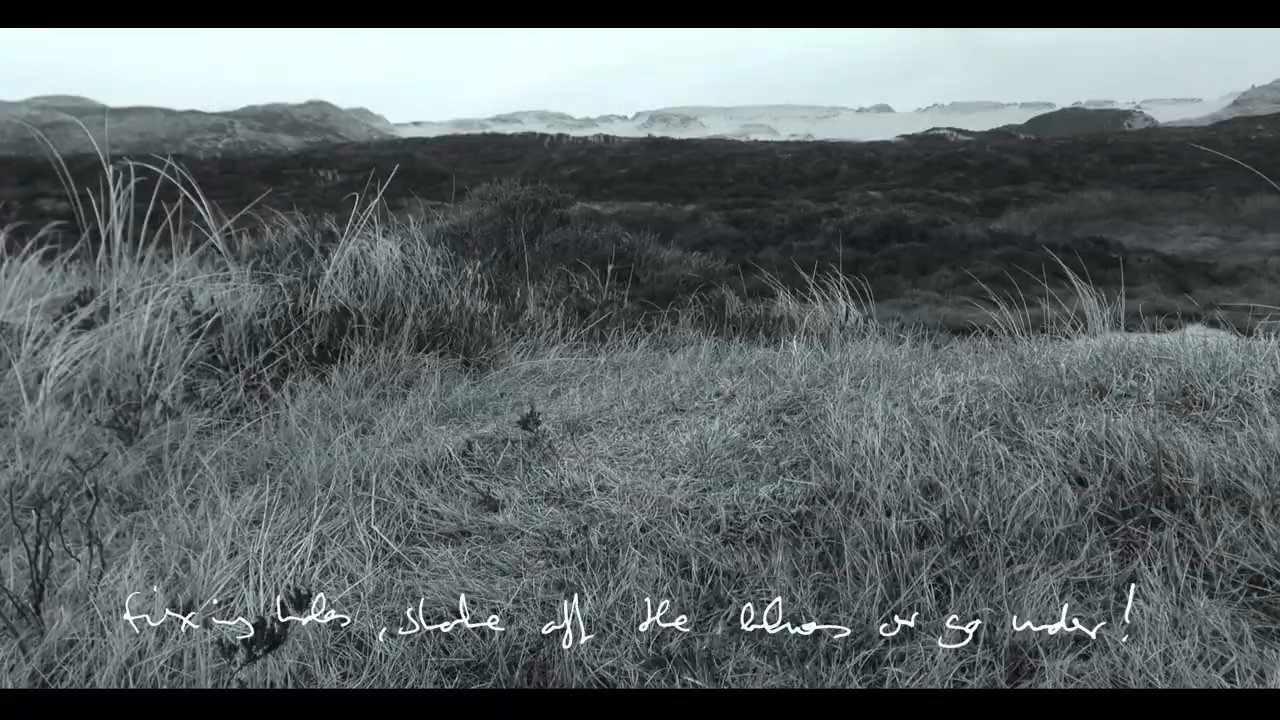 fixing holes, shake off the blues or go under!